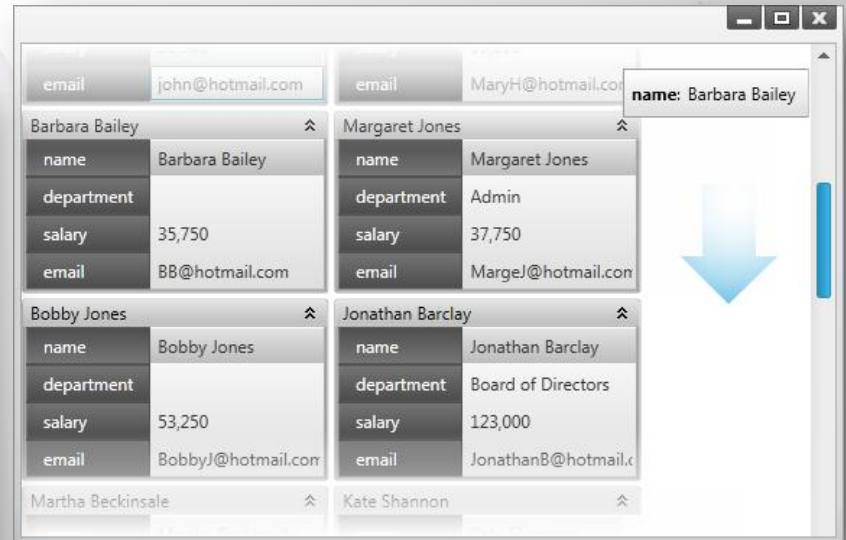 email john@hotmail.com email MaryH@hotmail.co
name: Barbara Bailey
Barbara Bailey Margaret Jones
name Barbara Bailey name Margaret Jones
department department Admin
salary 35,750 salary 37,750
email BB@hotmail.com email MargeJ@hotmail.com
Bobby Jones Jonathan Barclay
name Bobby Jones name Jonathan Barclay
department department Board of Directors
salary 53,250 salary 123,000
email BobbyJ@hotmail.com email JonathanB@hotmail.c
Martha Beckinsale Kate Shannon